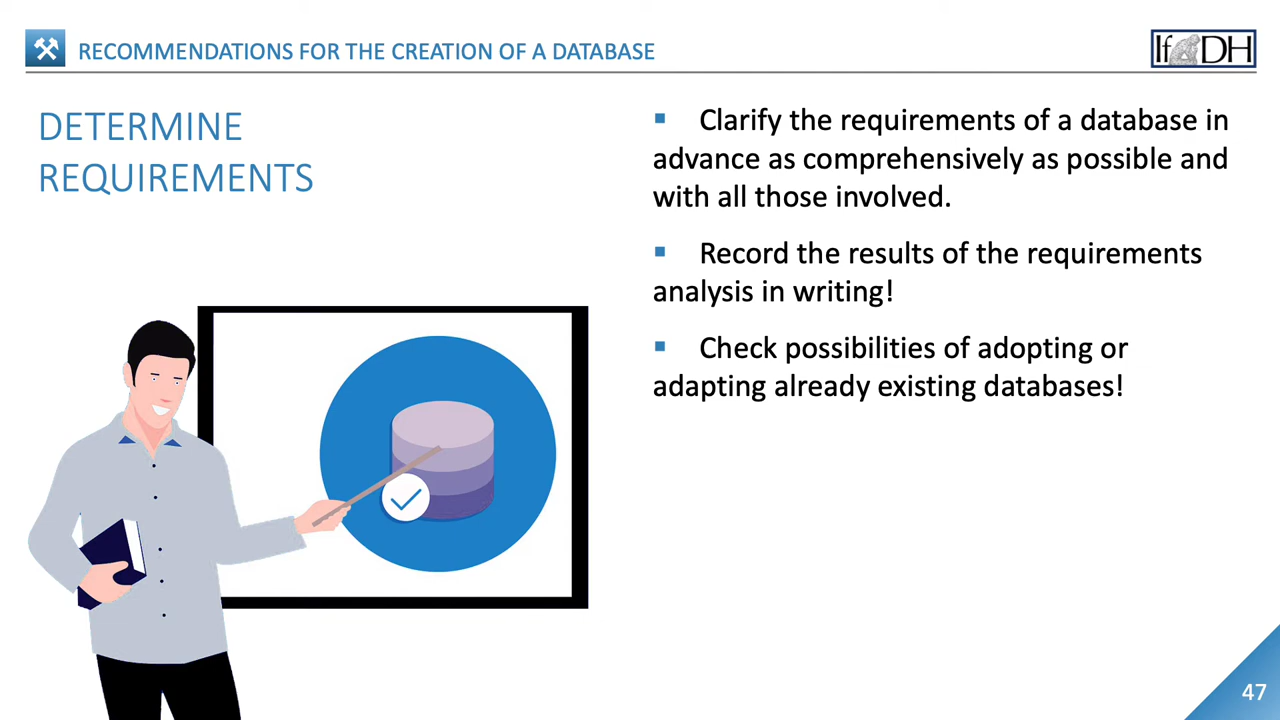 RECOMMENDATIONS FOR THE CREATION OF A DATABASE
IfDH
DETERMINE
REQUIREMENTS
▪ Clarify the requirements of a database in
advance as comprehensively as possible and
with all those involved.
▪ Record the results of the requirements
analysis in writing!
▪ Check possibilities of adopting or
adapting already existing databases!
47